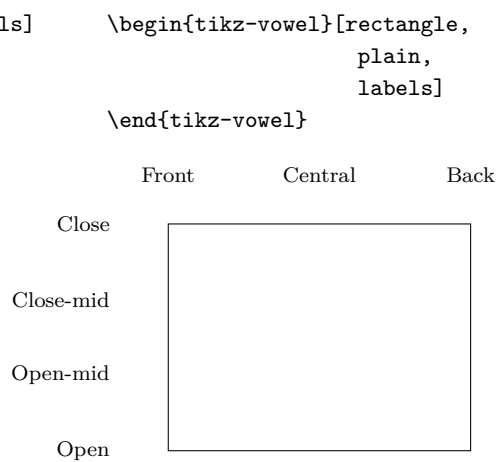 ls] \begin{tikz-vowel}[rectangle,
plain,
labels]
\end{tikz-vowel}
Front Central Back
Close
Close-mid
Open-mid
Open